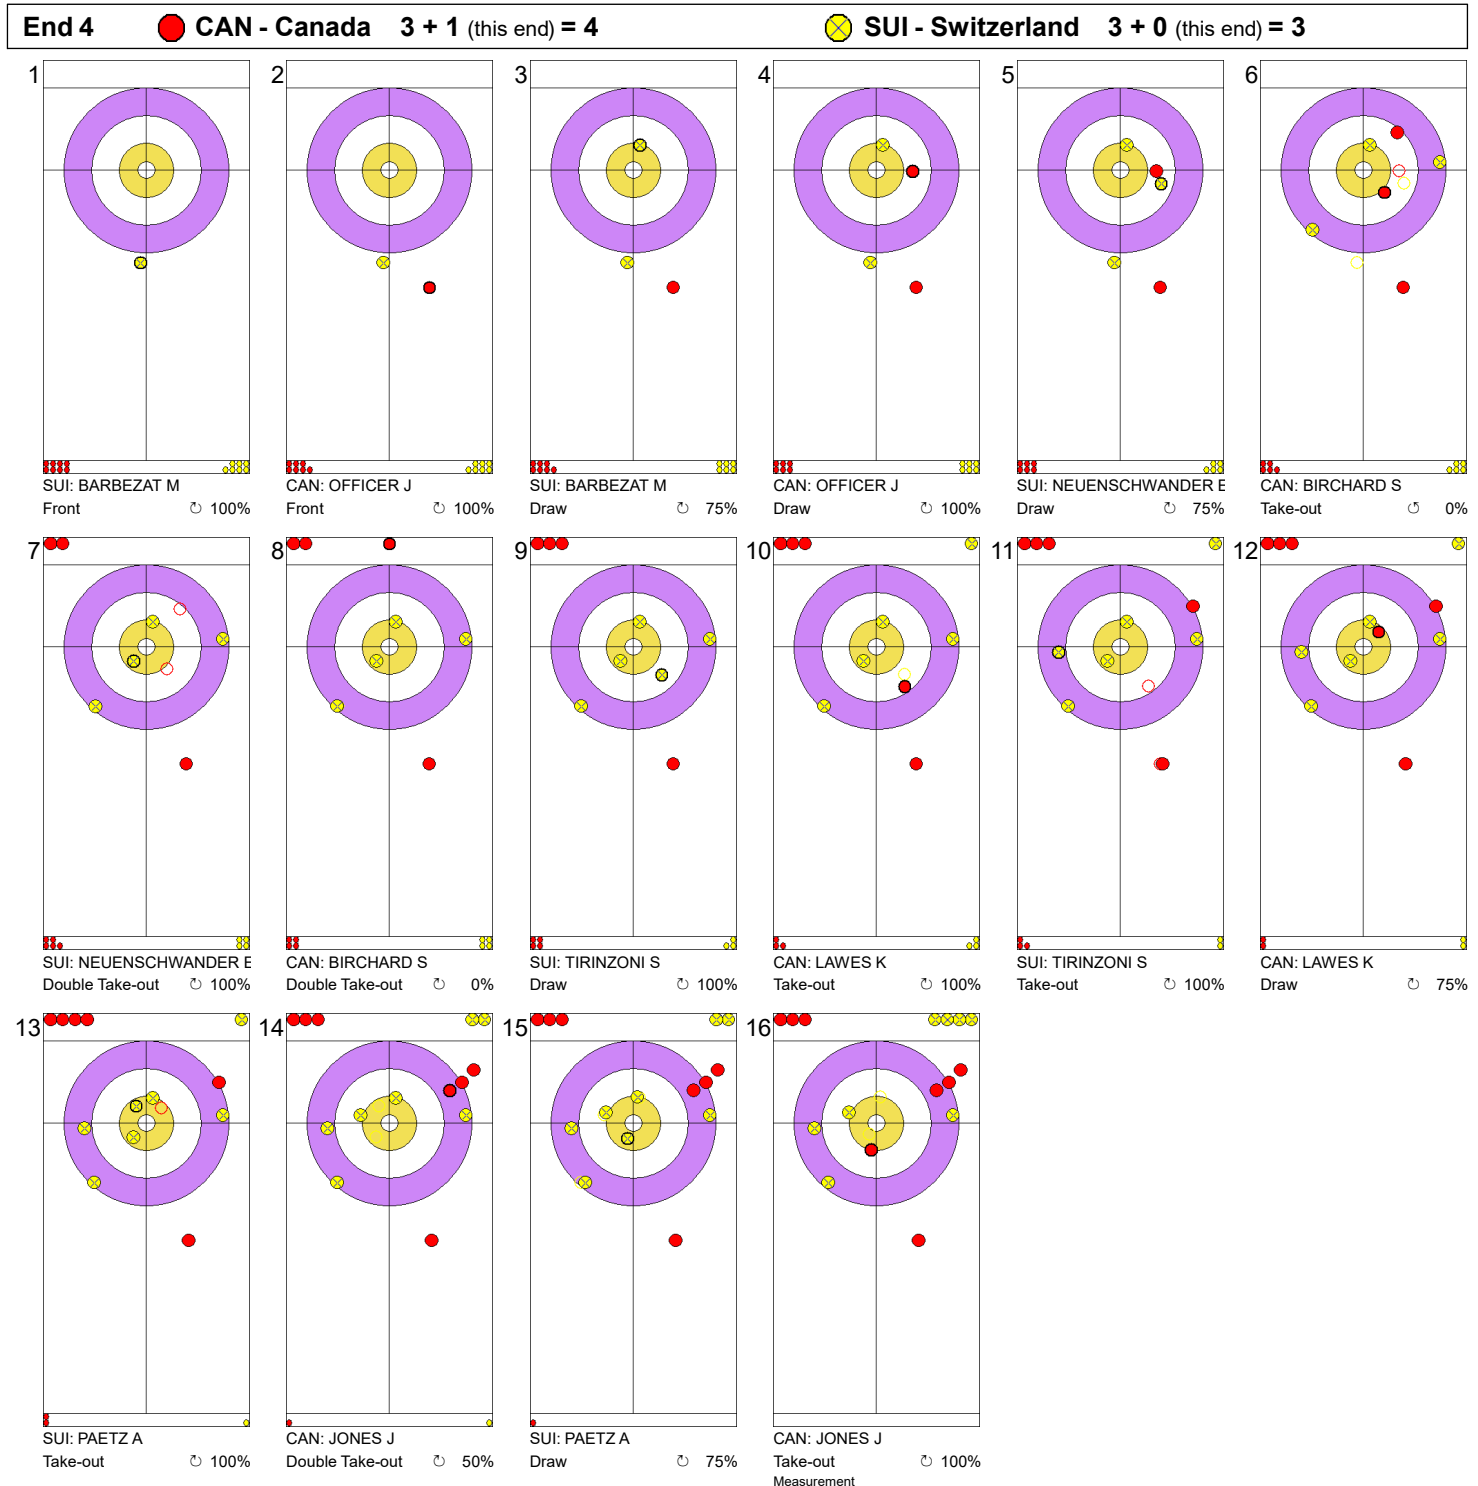 End 4 CAN - Canada 3 + 1 (this end) = 4 SUI - Switzerland 3 + 0 (this end) = 3
1 2 3 4 5 6
SUI: BARBEZAT M CAN: OFFICER J SUI: BARBEZAT M CAN: OFFICER J SUI: NEUENSCHWANDER E CAN: BIRCHARD S
Front ↻ 100% Front ↻ 100% Draw ↻ 75% Draw ↻ 100% Draw ↻ 75% Take-out ↻ 0%
7 8 9 10 11 12
SUI: NEUENSCHWANDER E CAN: BIRCHARD S SUI: TIRINZONI S CAN: LAWES K SUI: TIRINZONI S CAN: LAWES K
Double Take-out ↻ 100% Double Take-out ↻ 0% Draw ↻ 100% Take-out ↻ 100% Take-out ↻ 100% Draw ↻ 75%
13 14 15 16
SUI: PAETZ A CAN: JONES J SUI: PAETZ A CAN: JONES J
Take-out ↻ 100% Double Take-out ↻ 50% Draw ↻ 75% Take-out ↻ 100%
Measurement